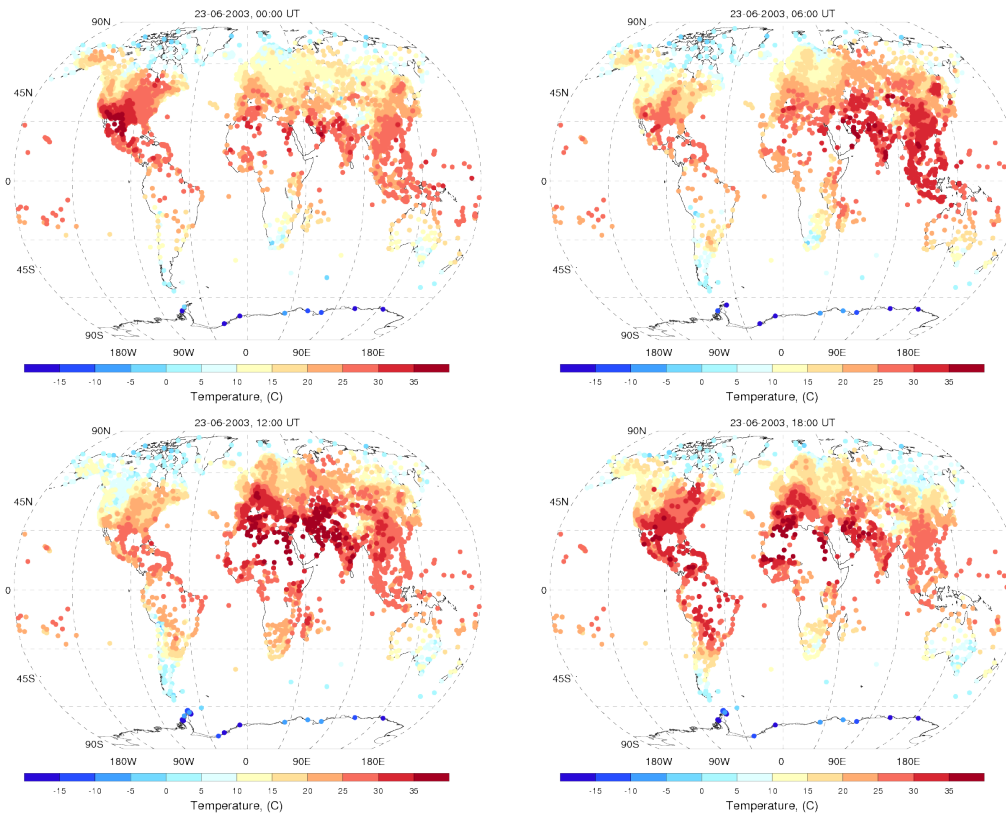 23-06-2003, 00:00 UT
90N
45N
0
45S
90S
180W 90W 0 90E 180E
-15 -10 -5 0 5 10 15 20 25 30 35
Temperature, (C)
23-06-2003, 06:00 UT
90N
45N
0
45S
90S
180W 90W 0 90E 180E
-15 -10 -5 0 5 10 15 20 25 30 35
Temperature, (C)
23-06-2003, 12:00 UT
90N
45N
0
45S
90S
180W 90W 0 90E 180E
-15 -10 -5 0 5 10 15 20 25 30 35
Temperature, (C)
23-06-2003, 18:00 UT
90N
45N
0
45S
90S
180W 90W 0 90E 180E
-15 -10 -5 0 5 10 15 20 25 30 35
Temperature, (C)